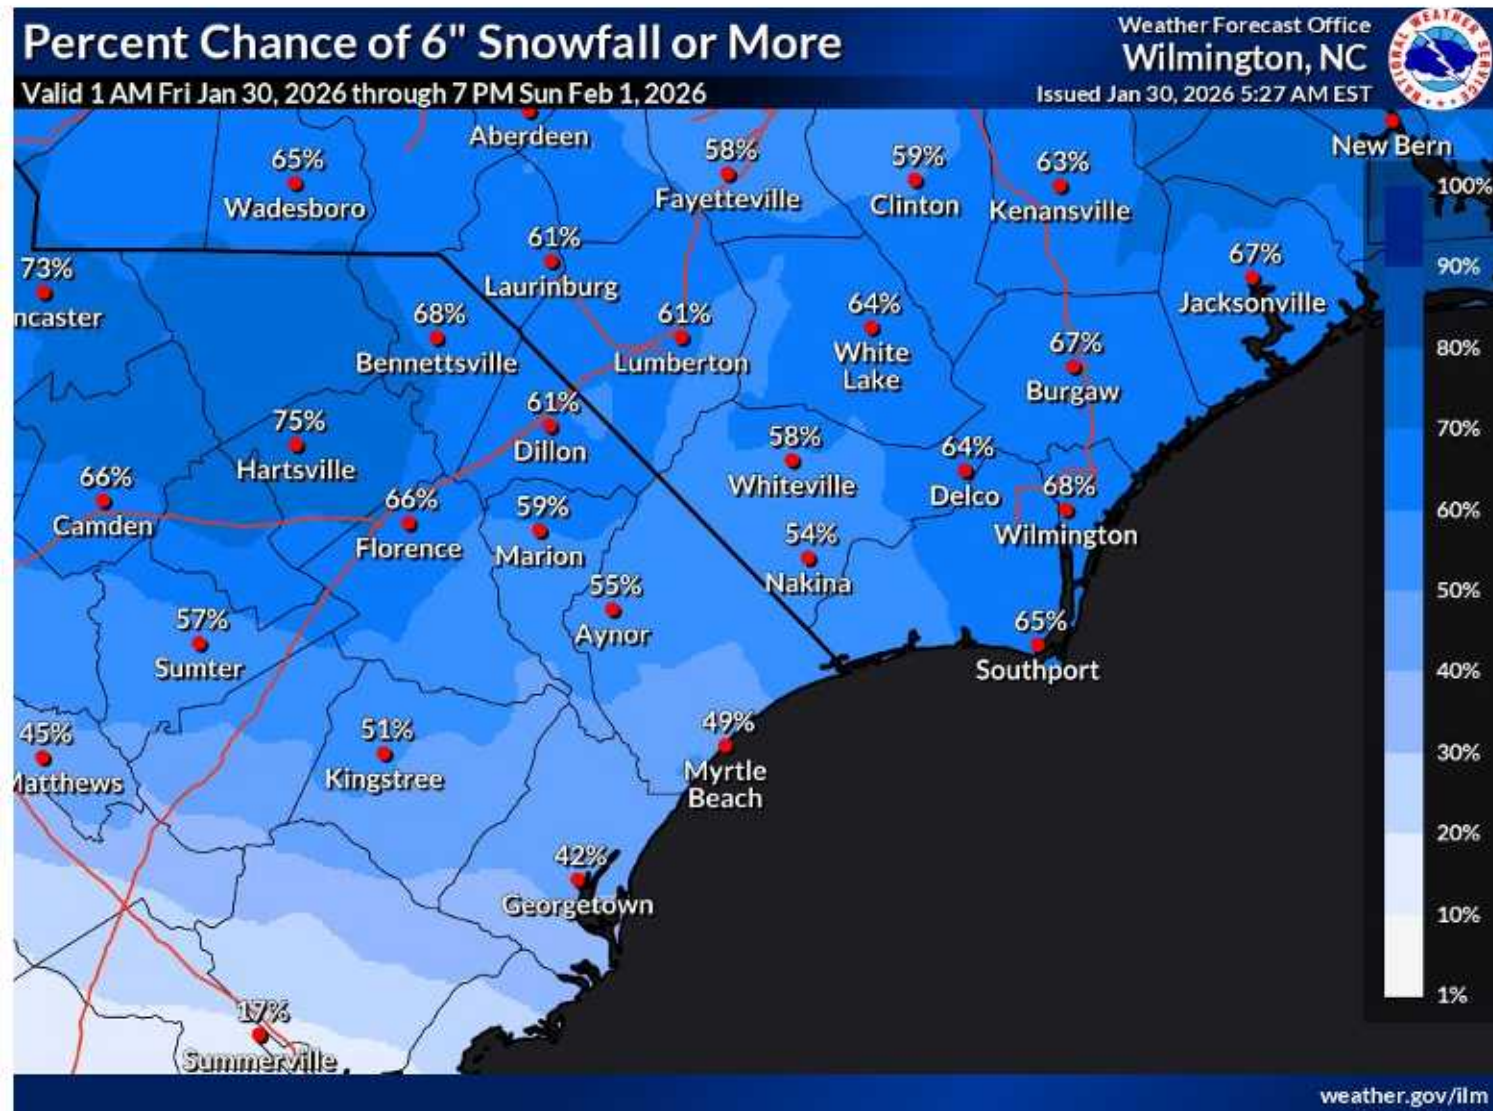 Percent Chance of 6" Snowfall or More
Valid 1 AM Fri Jan 30, 2026 through 7 PM Sun Feb 1, 2026
Weather Forecast Office
Wilmington, NC
Issued Jan 30, 2026 5:27 AM EST
NATIONAL WEATHER SERVICE
Aberdeen
New Bern
65%
Wadesboro
58%
Fayetteville
59%
Clinton
63%
Kenansville
73%
ncaster
61%
Laurinburg
67%
Jacksonville
68%
Bennettsville
61%
Lumberton
64%
White
Lake
67%
Burgaw
75%
Hartsville
61%
Dillon
58%
Whiteville
64%
Delco
68%
Wilmington
66%
Camden
66%
Florence
59%
Marion
54%
Nakina
57%
Sumter
55%
Aynor
65%
Southport
45%
Matthews
51%
Kingstree
49%
Myrtle
Beach
42%
Georgetown
17%
Summerville
100%
90%
80%
70%
60%
50%
40%
30%
20%
10%
1%
weather.gov/ilm